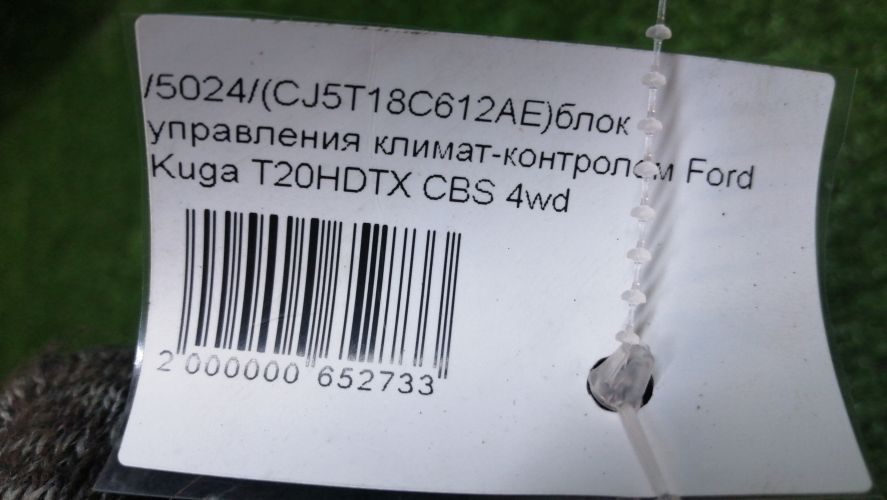 /5024/(CJ5T18C612AE)блок
управления климат-контролем Ford
Kuga T20HDTX CBS 4wd
2 000000 652733